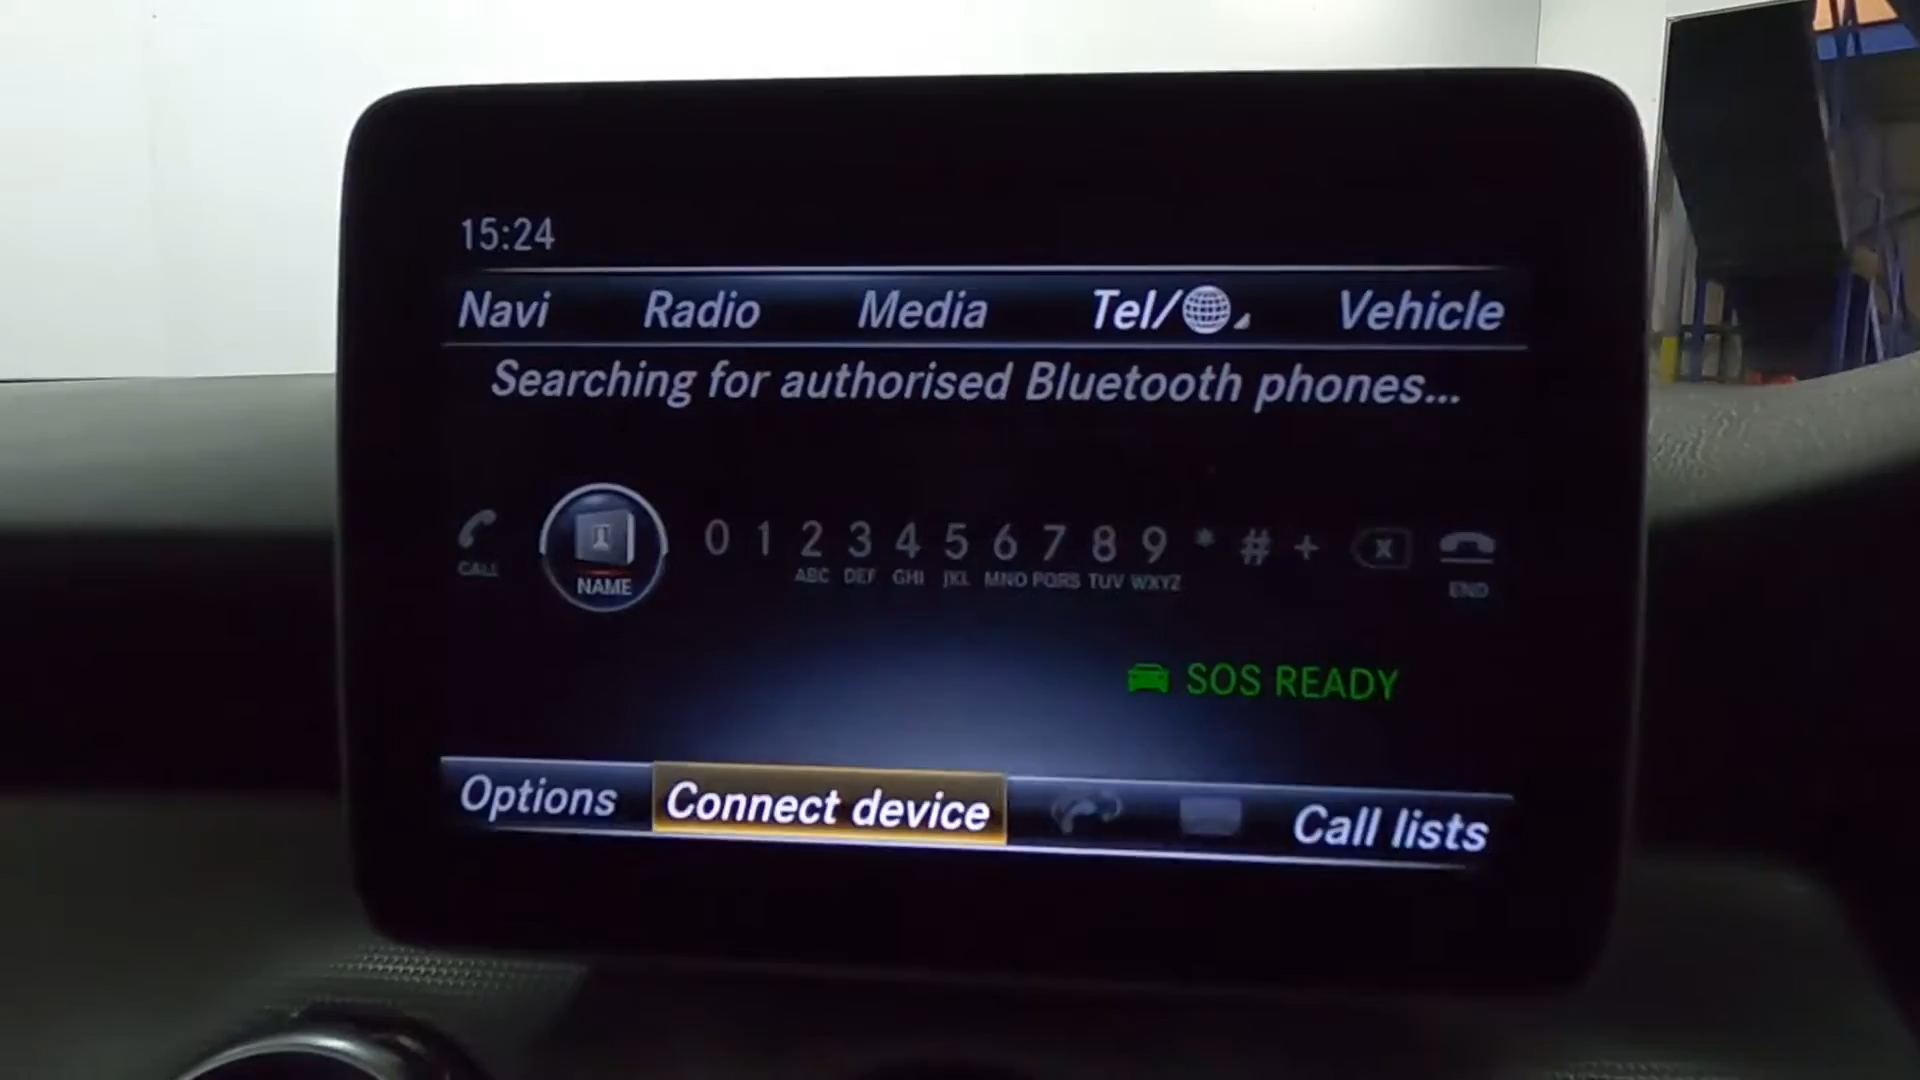 15:24
Navi Radio Media Tel/ Vehicle
Searching for authorised Bluetooth phones...
CALL NAME 0 1 2 ABC 3 DEF 4 GHI 5 JKL 6 MNO 7 PQRS 8 TUV 9 WXYZ * # + X END
SOS READY
Options Connect device Call lists